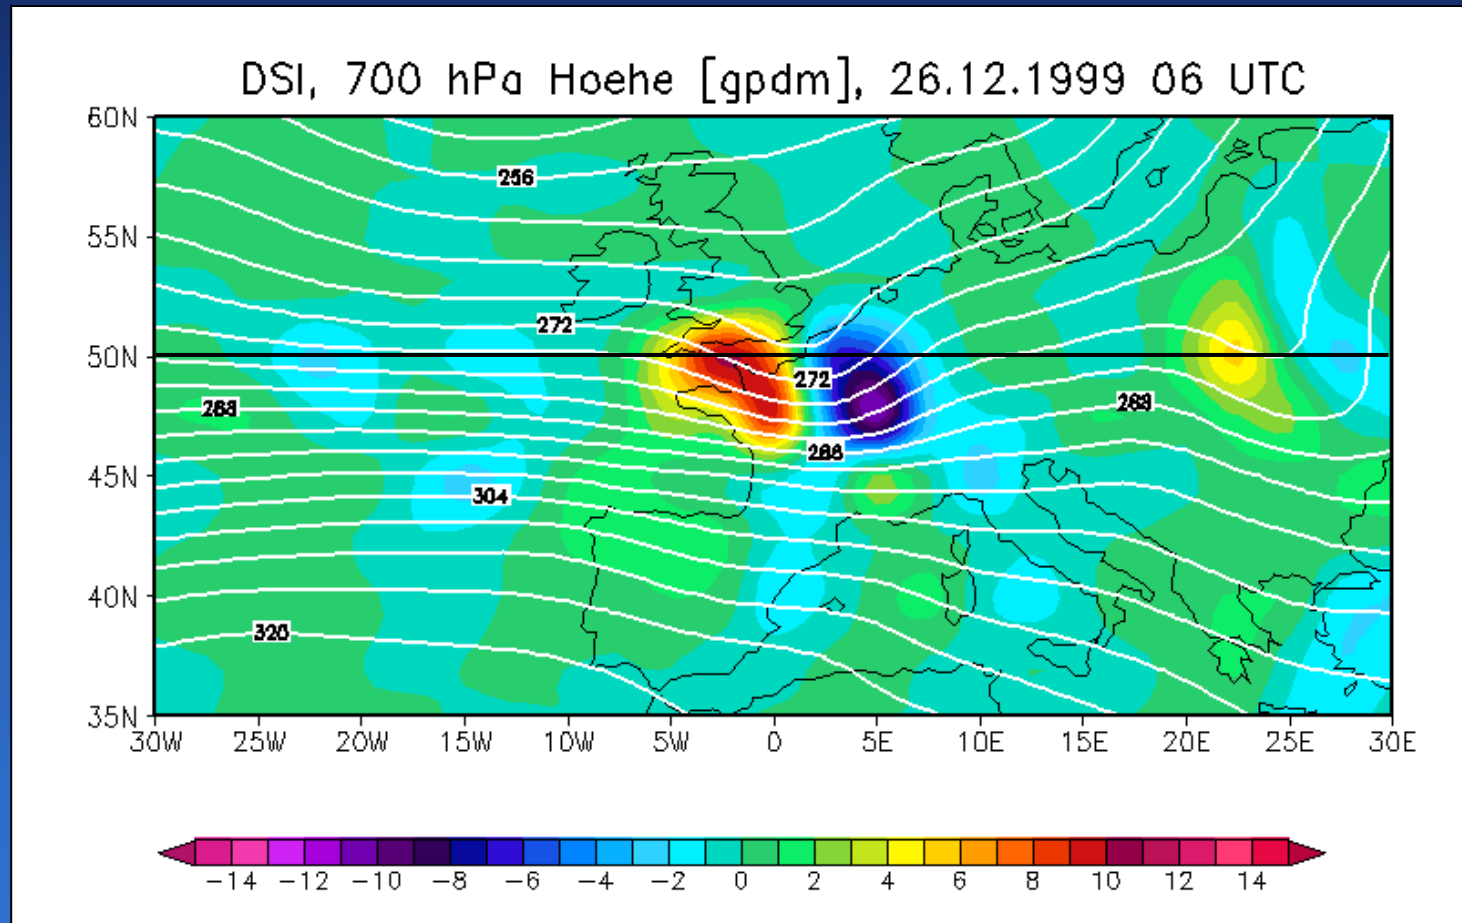 DSI, 700 hPa Hoehe [gpdm], 26.12.1999 06 UTC
60N
256
55N
272
50N
272
288
288
288
45N
304
40N
320
35N
30W 25W 20W 15W 10W 5W 0 5E 10E 15E 20E 25E 30E
-14 -12 -10 -8 -6 -4 -2 0 2 4 6 8 10 12 14